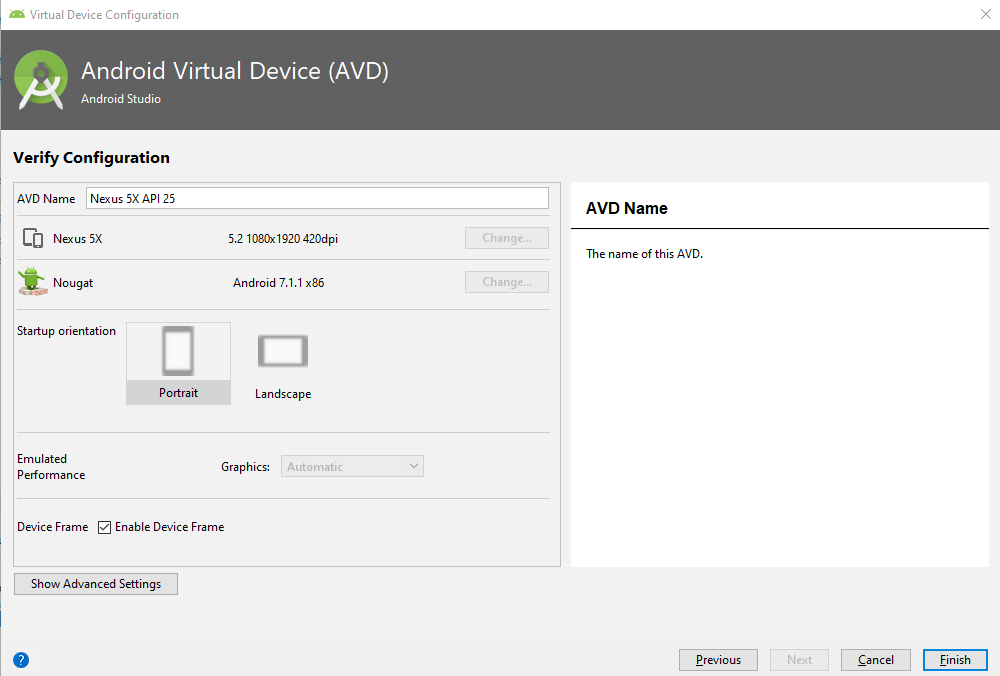 Virtual Device Configuration
Android Virtual Device (AVD)
Android Studio
Verify Configuration
AVD Name Nexus 5X API 25
Nexus 5X 5.2 1080x1920 420dpi Change...
Nougat Android 7.1.1 x86 Change...
Startup orientation
Portrait Landscape
Emulated
Performance Graphics: Automatic
Device Frame Enable Device Frame
Show Advanced Settings
AVD Name
The name of this AVD.
? Previous Next Cancel Finish